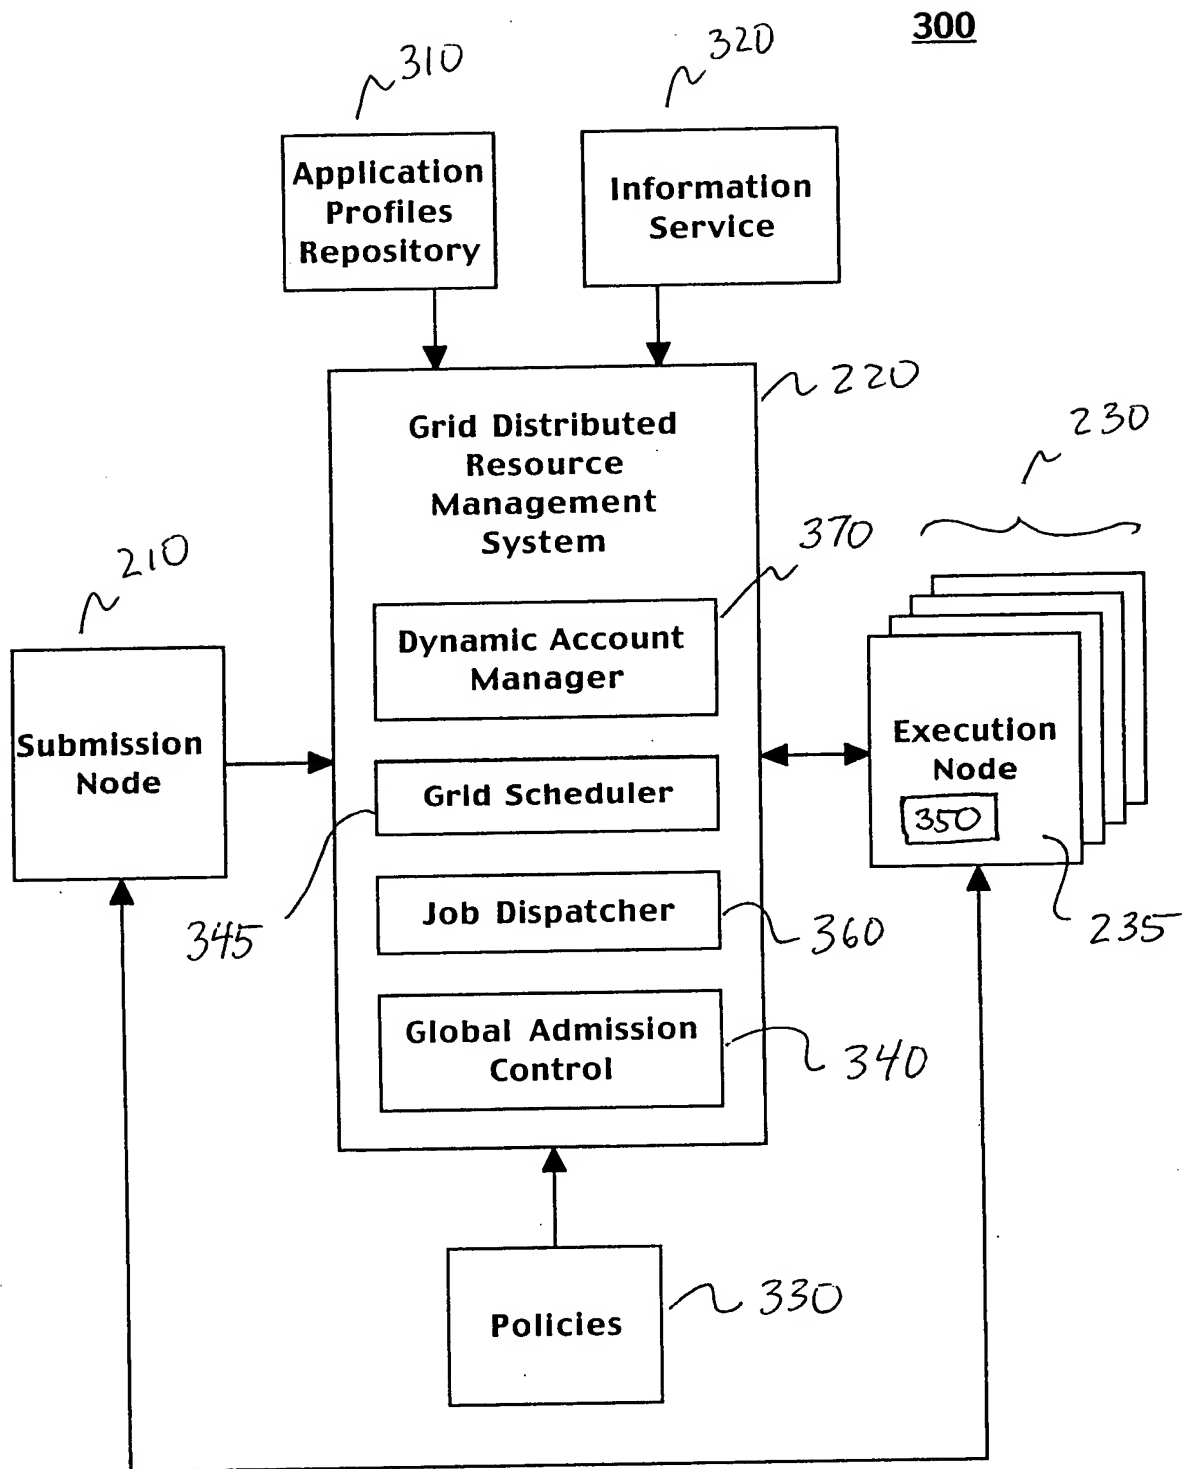 300
310
320
Application
Profiles
Repository
Information
Service
220
Grid Distributed
Resource
Management
System
230
370
210
Dynamic Account
Manager
Submission
Node
Execution
Node
350
Grid Scheduler
345
Job Dispatcher
360
235
Global Admission
Control
340
Policies
330